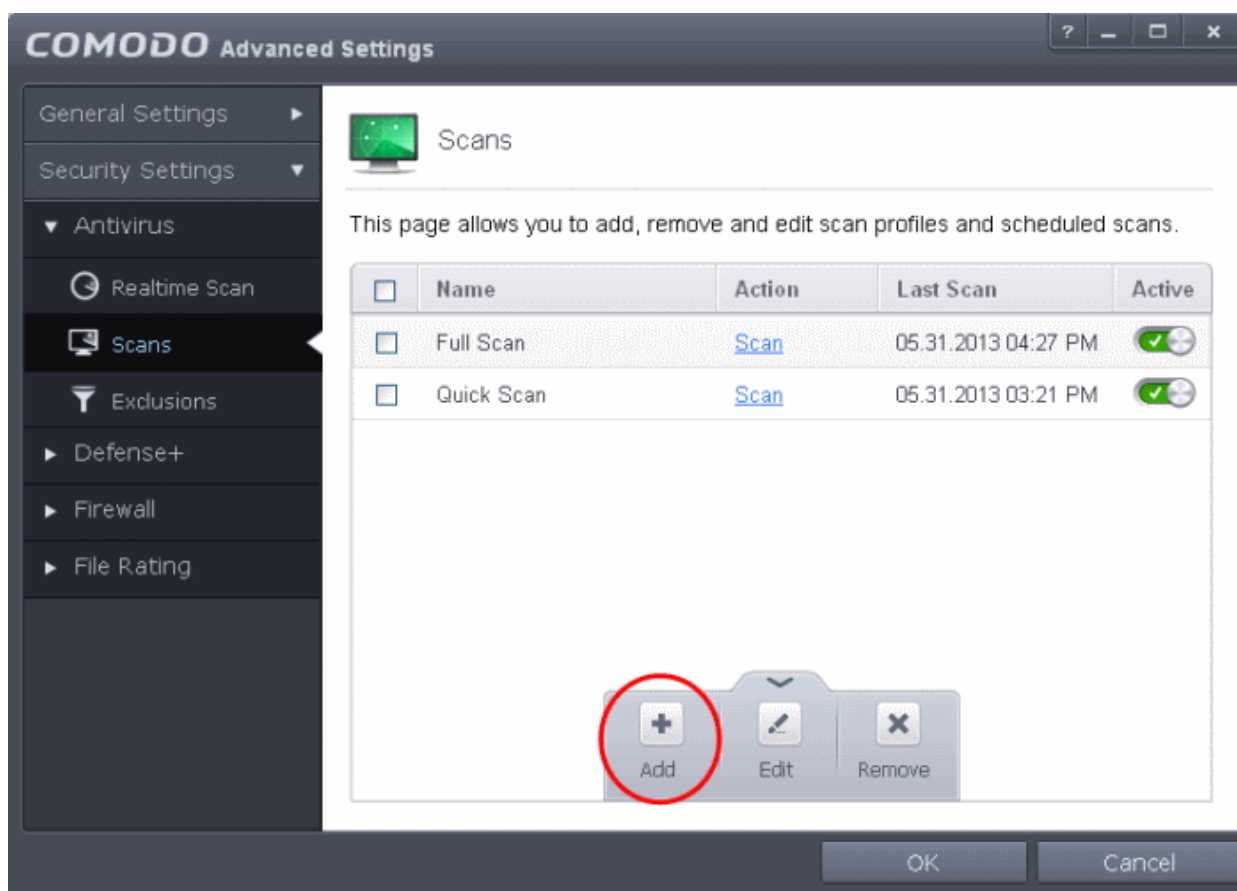 COMODO Advanced Settings
?
General Settings
Security Settings
Antivirus
Realtime Scan
Scans
Exclusions
Defense+
Firewall
File Rating
Scans
This page allows you to add, remove and edit scan profiles and scheduled scans.
Name Action Last Scan Active
Full Scan Scan 05.31.2013 04:27 PM
Quick Scan Scan 05.31.2013 03:21 PM
Add Edit Remove
OK Cancel